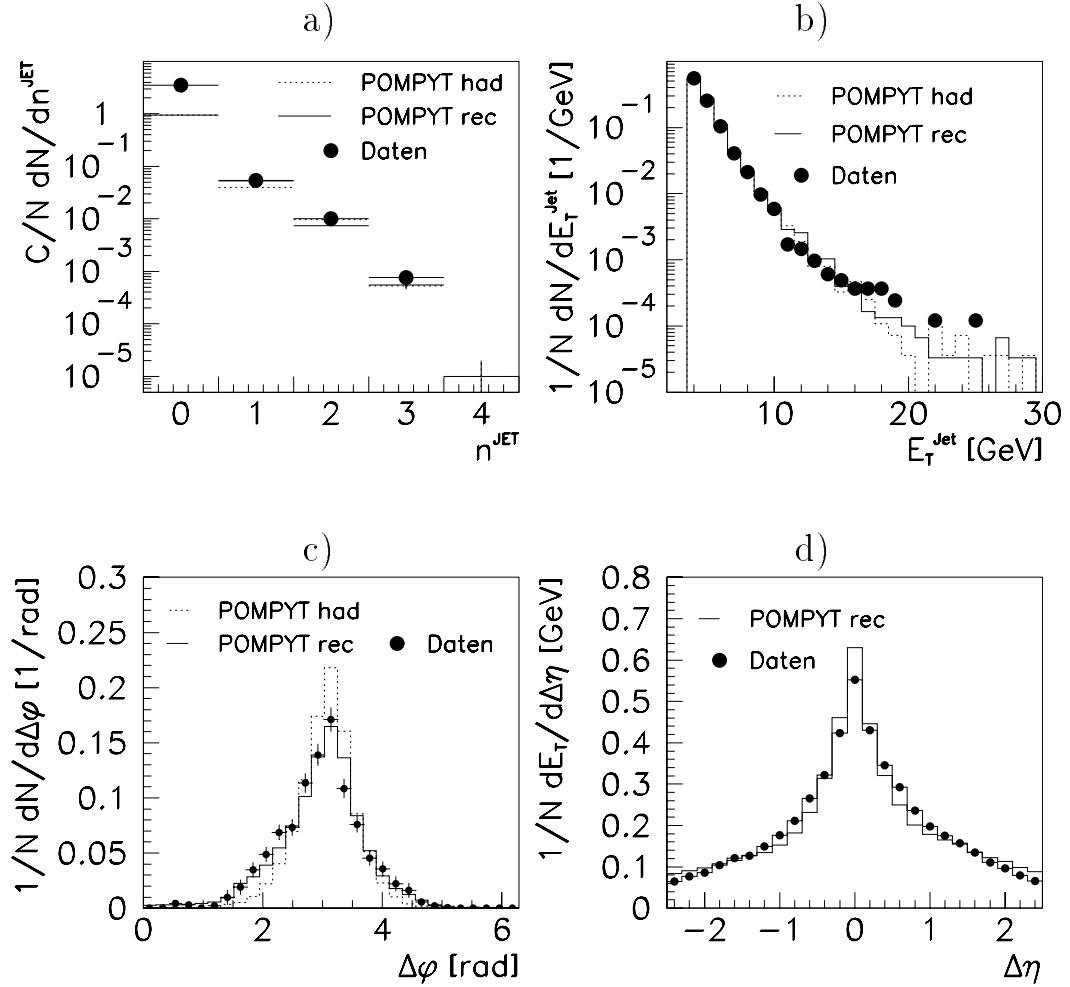 a)
C/N dN/dn^JET
POMPYT had
POMPYT rec
Daten
1
10^-1
10^-2
10^-2
10^-3
10^-4
10^-5
0 1 2 3 4
n^JET
b)
1/N dN/dE_T^Jet [1/GeV]
POMPYT had
POMPYT rec
Daten
10^-1
10^-2
10^-3
10^-4
10^-5
10 20 30
E_T^Jet [GeV]
c)
1/N dN/dΔφ [1/rad]
POMPYT had
POMPYT rec Daten
0.3
0.25
0.2
0.15
0.1
0.05
0
0 2 4 6
Δφ [rad]
d)
1/N dE_T/dΔη [GeV]
POMPYT rec
Daten
0.8
0.7
0.6
0.5
0.4
0.3
0.2
0.1
0
−2 −1 0 1 2
Δη